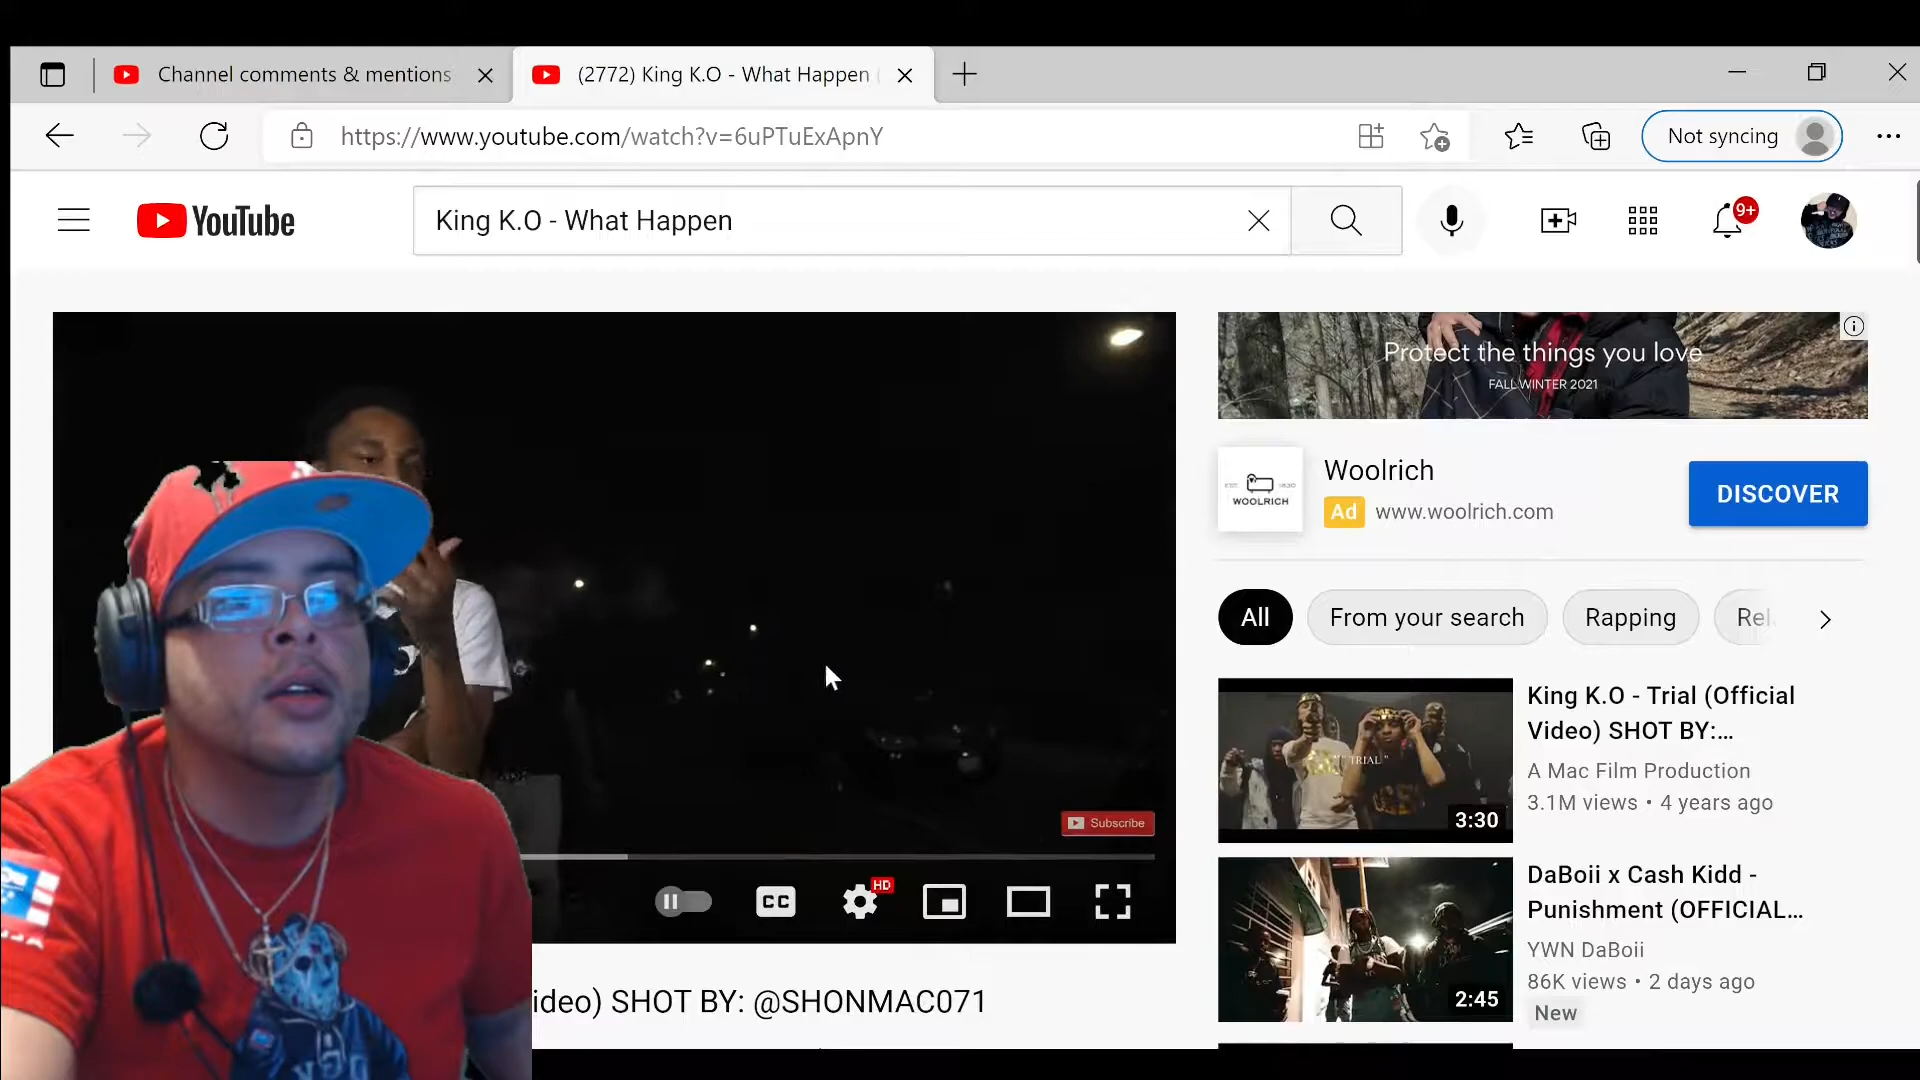 Channel comments & mentions
(2772) King K.O - What Happen
https://www.youtube.com/watch?v=6uPTuExApnY
Not syncing
YouTube
King K.O - What Happen
9+
Protect the things you love
FALL WINTER 2021
WOOLRICH
Woolrich
Ad www.woolrich.com
DISCOVER
All
From your search
Rapping
Rel
Subscribe
CC
HD
ideo) SHOT BY: @SHONMAC071
"TRIAL"
3:30
King K.O - Trial (Official
Video) SHOT BY:...
A Mac Film Production
3.1M views • 4 years ago
2:45
DaBoii x Cash Kidd -
Punishment (OFFICIAL...
YWN DaBoii
86K views • 2 days ago
New